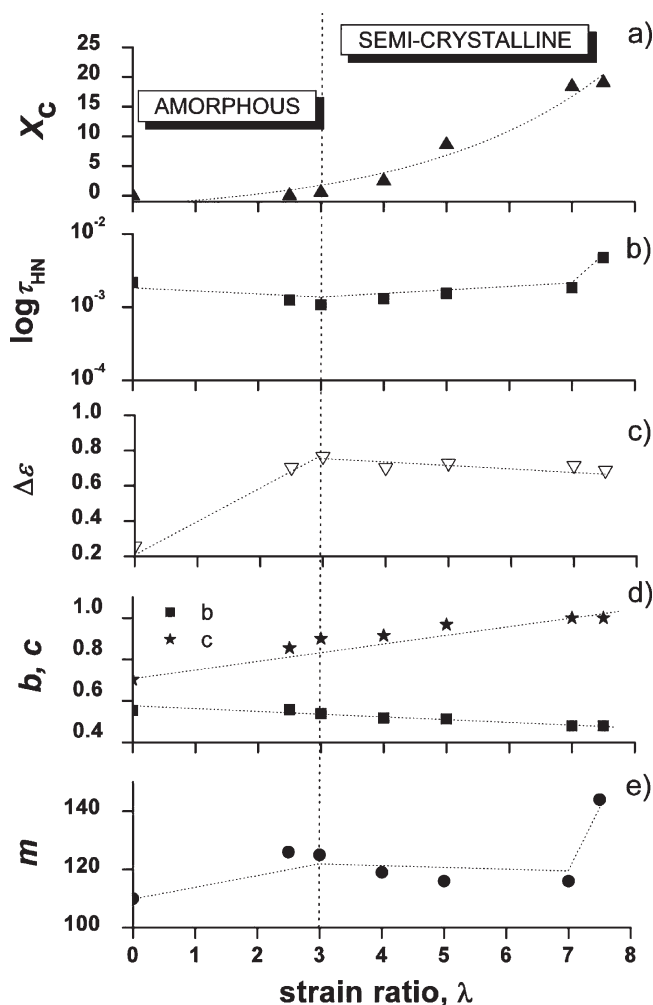 a)
SEMI-CRYSTALLINE
AMORPHOUS
X_C
25
20
15
10
5
0
b)
log τ_HN
10^-2
10^-3
10^-4
c)
Δε
1.0
0.8
0.6
0.4
0.2
d)
b, c
b
c
1.0
0.8
0.6
0.4
e)
m
140
120
100
0 1 2 3 4 5 6 7 8
strain ratio, λ